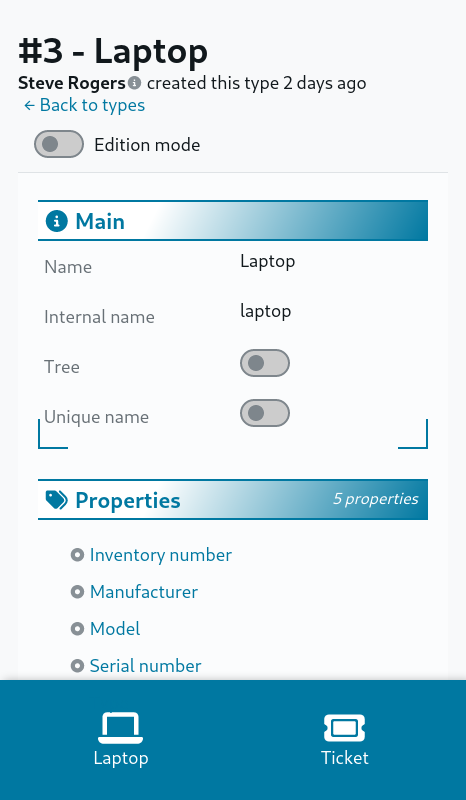 #3 - Laptop
Steve Rogers created this type 2 days ago
← Back to types
Edition mode
Main
Name Laptop
Internal name laptop
Tree
Unique name
Properties 5 properties
Inventory number
Manufacturer
Model
Serial number
Laptop Ticket